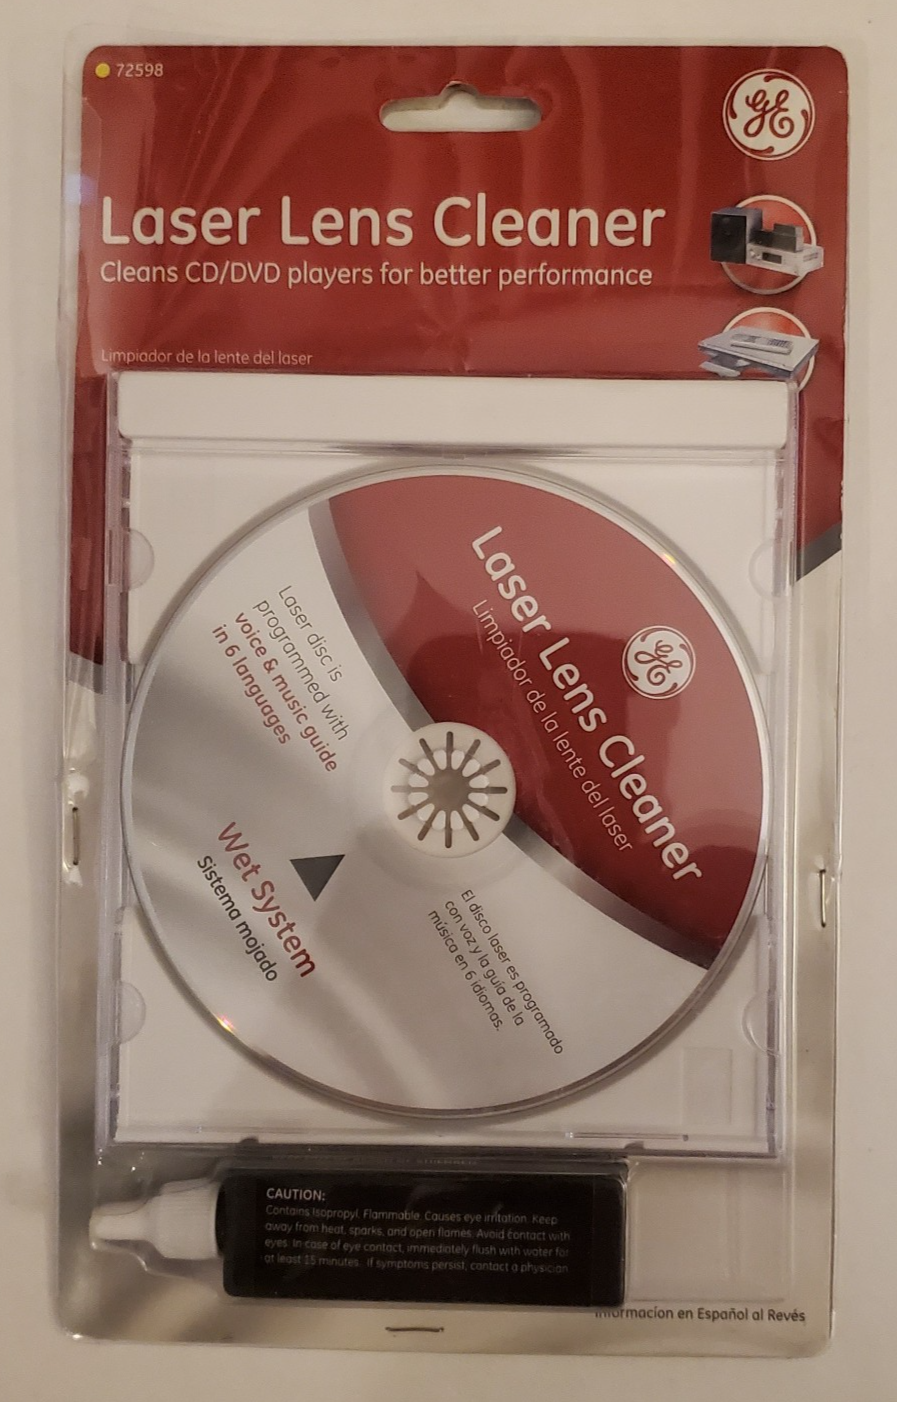 72598
GE
Laser Lens Cleaner
Cleans CD/DVD players for better performance
Limpiador de la lente del laser
Laser Lens Cleaner
Limpiador de la lente del laser
GE
Laser disc is
programmed with
voice & music guide
in 6 languages
Wet System
Sistema mojado
El disco laser es programado
con voz y la guía de la
música en 6 idiomas.
CAUTION:
Contains Isopropyl. Flammable. Causes eye irritation. Keep
away from heat, sparks, and open flames. Avoid contact with
eyes. In case of eye contact, immediately flush with water for
at least 15 minutes. If symptoms persist, contact a physician.
Informacion en Español al Revés